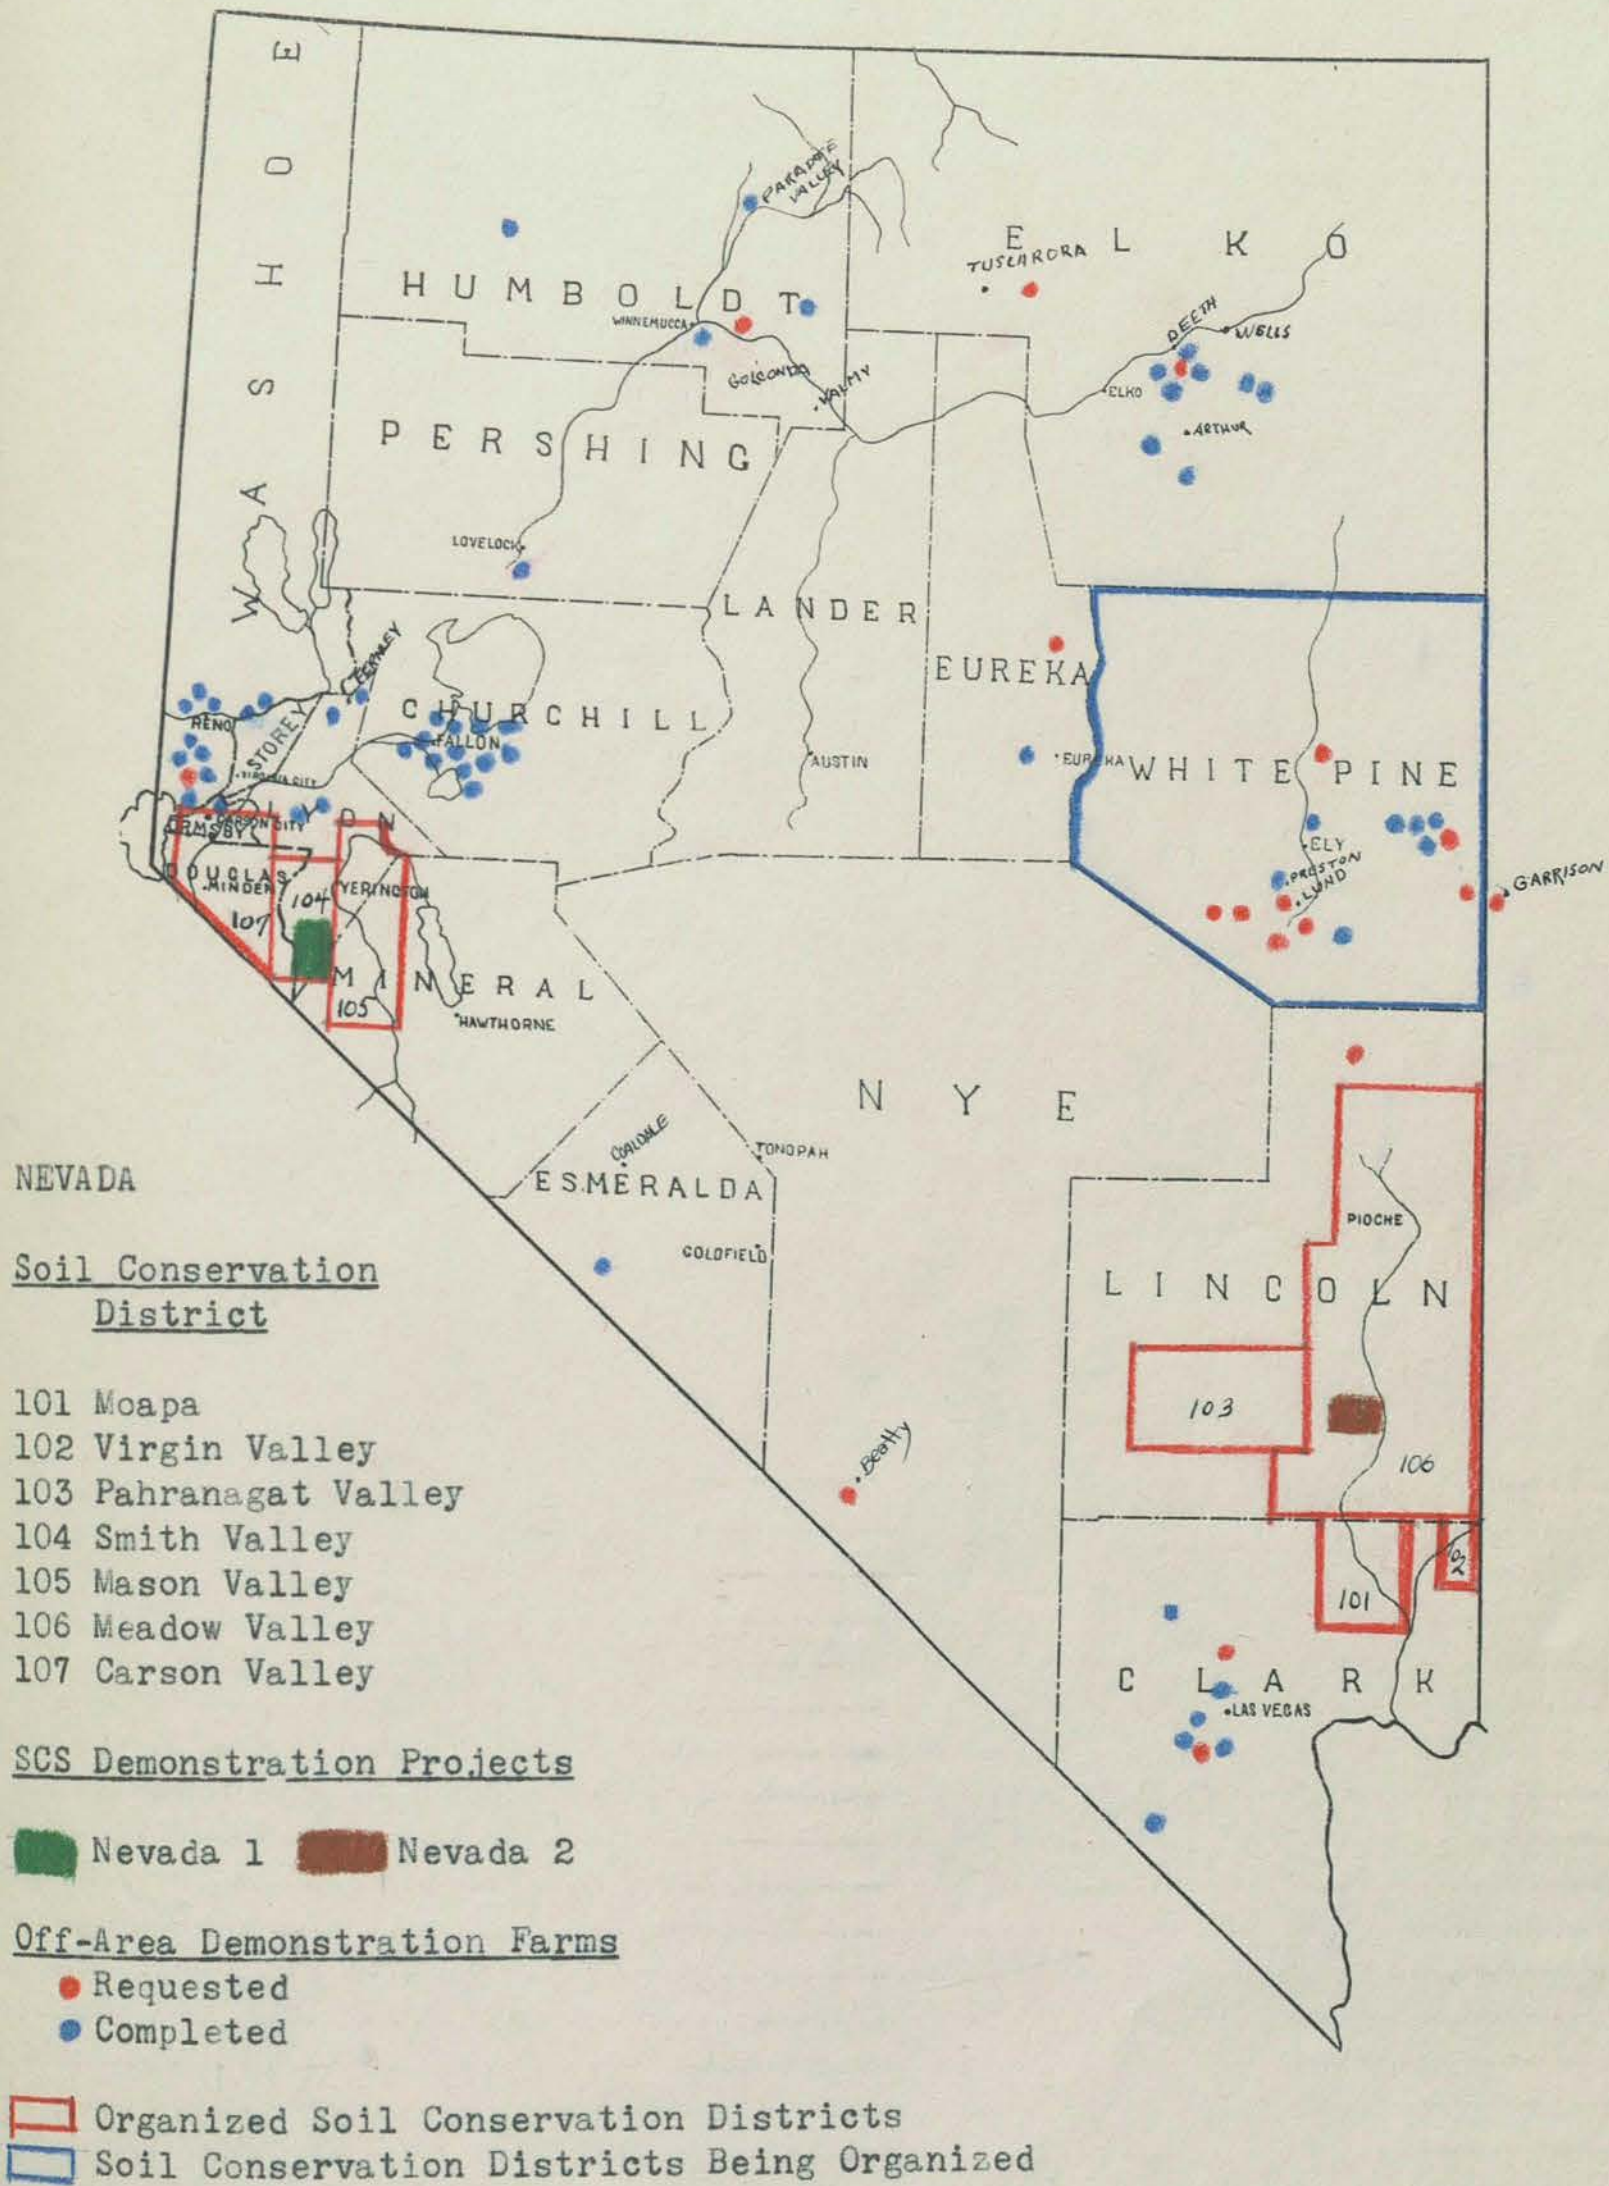 WASHOE
PARADISE
VALLEY
ELKO
TUSCARORA
HUMBOLDT
WINNEMUCCA
DEETH
WELLS
GOLCONDA
VALMY
ELKO
ARTHUR
PERSHING
LOVELOCK
LANDER
EUREKA
FERNLEY
CHURCHILL
RENO
STOREY
FALLON
AUSTIN
EUREKA
WHITE PINE
VIRGINIA CITY
LYON
CARSON CITY
ORMSBY
ELY
PRESTON
LUND
GARRISON
DOUGLAS
MINDEN
104
YERINGTON
107
MINERAL
105
HAWTHORNE
NYE
COALDALE
TONOPAH
ESMERALDA
GOLDFIELD
PIOCHE
LINCOLN
103
106
Beatty
102
101
CLARK
LAS VEGAS
NEVADA
Soil Conservation
District
101 Moapa
102 Virgin Valley
103 Pahranagat Valley
104 Smith Valley
105 Mason Valley
106 Meadow Valley
107 Carson Valley
SCS Demonstration Projects
Nevada 1 Nevada 2
Off-Area Demonstration Farms
Requested
Completed
Organized Soil Conservation Districts
Soil Conservation Districts Being Organized